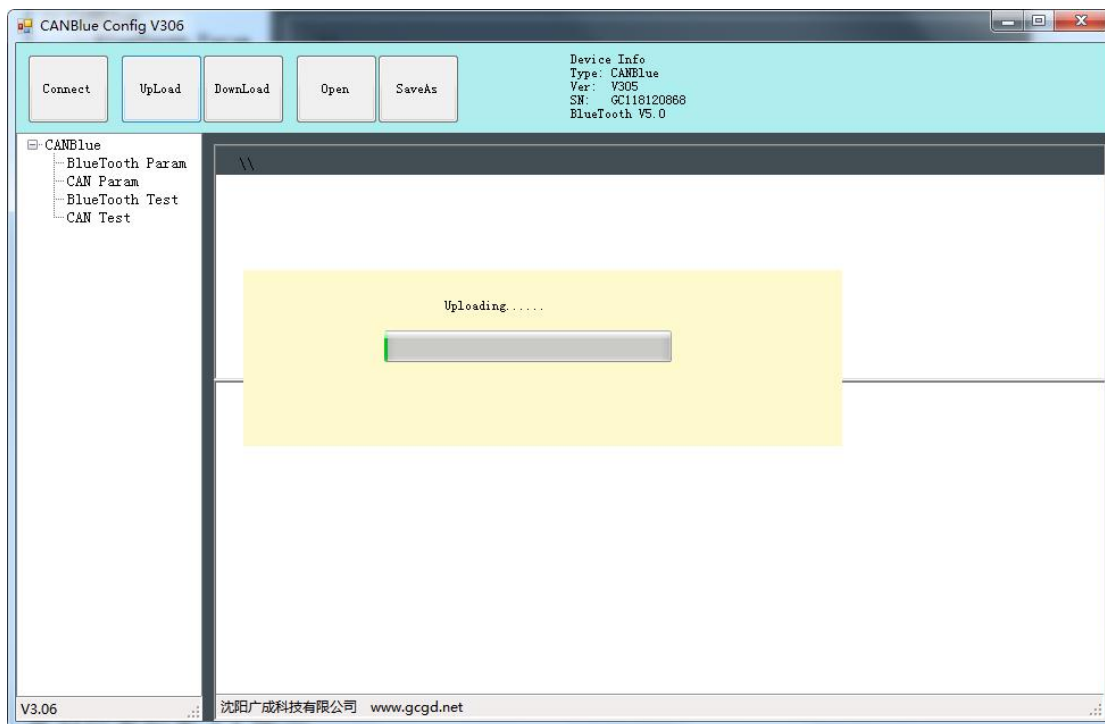 CANBlue Config V306
Connect
UpLoad
DownLoad
Open
SaveAs
Device Info
Type: CANBlue
Ver: V305
SN: GC118120868
BlueTooth V5.0
CANBlue
BlueTooth Param
CAN Param
BlueTooth Test
CAN Test
\\
Uploading......
V3.06
沈阳广成科技有限公司 www.gcgd.net